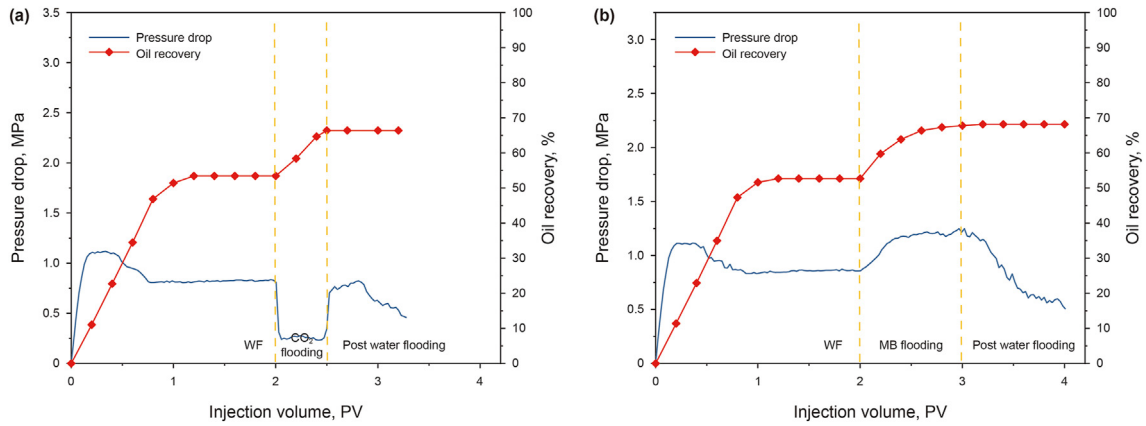 (a)
Pressure drop
Oil recovery
3.5
3.0
2.5
2.0
1.5
1.0
0.5
0
Pressure drop, MPa
100
90
80
70
60
50
40
30
20
10
0
Oil recovery, %
WF
CO₂
flooding
Post water flooding
0 1 2 3 4
Injection volume, PV
(b)
Pressure drop
Oil recovery
3.0
2.5
2.0
1.5
1.0
0.5
0
Pressure drop, MPa
100
90
80
70
60
50
40
30
20
10
0
Oil recovery, %
WF
MB flooding
Post water flooding
0 1 2 3 4
Injection volume, PV